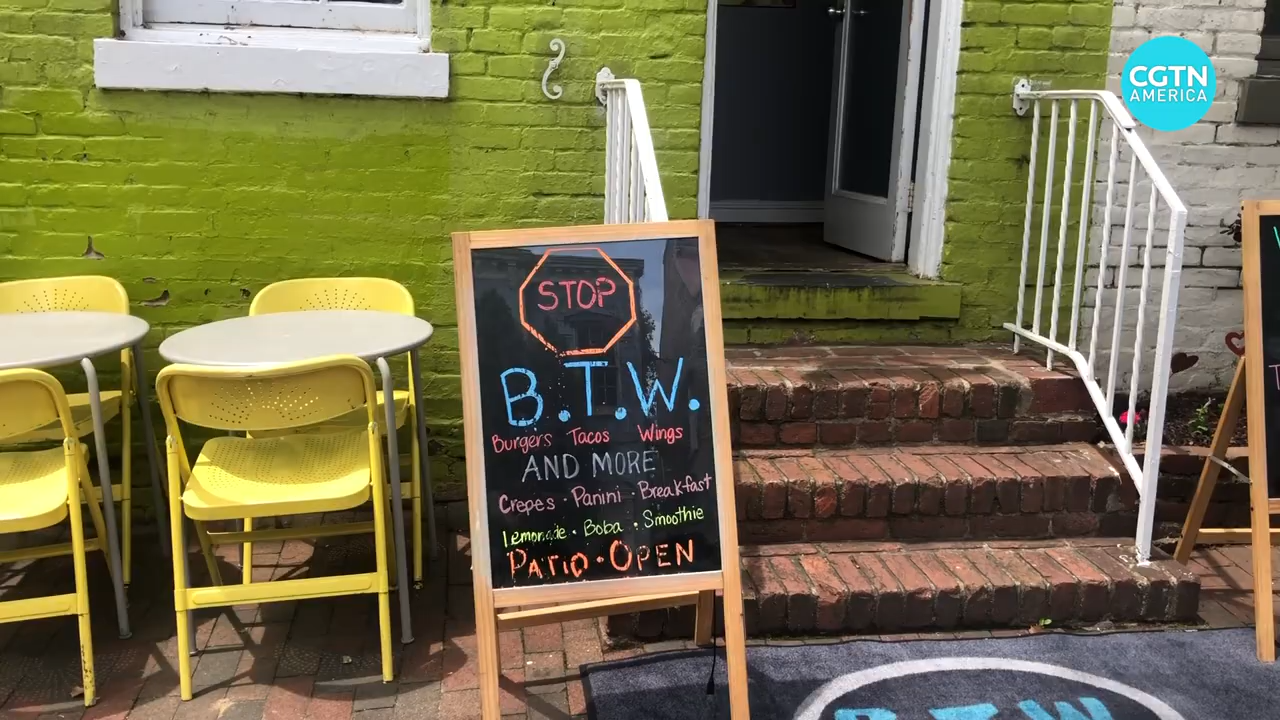 CGTN
AMERICA
STOP
B.T.W.
Burgers Tacos Wings
AND MORE
Crepes · Panini · Breakfast
Lemonade · Boba · Smoothie
PATIO · OPEN
B.T.W